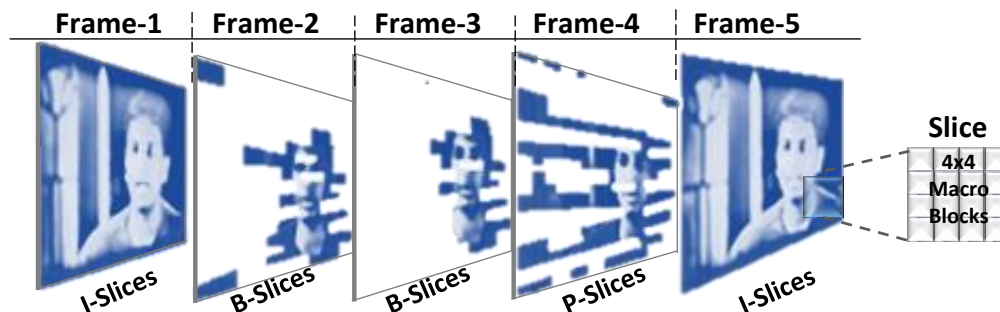 Frame-1 Frame-2 Frame-3 Frame-4 Frame-5
Slice
4x4
Macro
Blocks
I-Slices B-Slices B-Slices P-Slices I-Slices